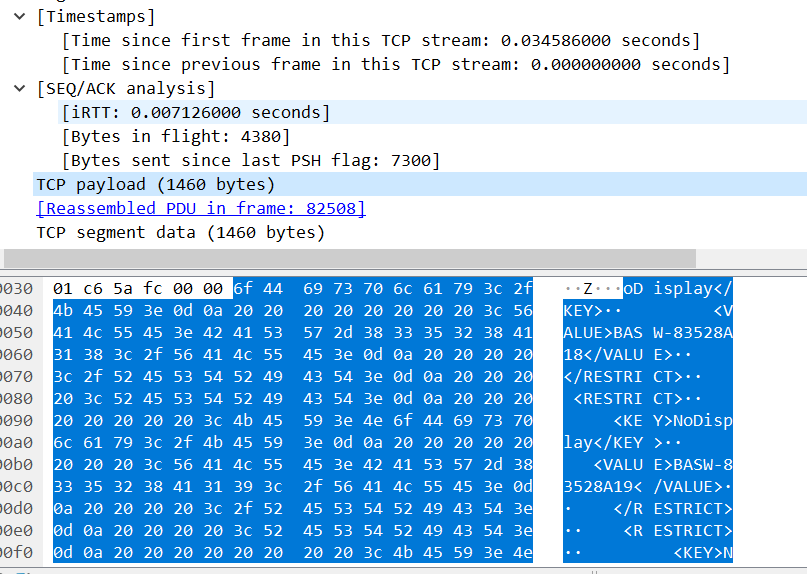 [Timestamps]
[Time since first frame in this TCP stream: 0.034586000 seconds]
[Time since previous frame in this TCP stream: 0.000000000 seconds]
[SEQ/ACK analysis]
[iRTT: 0.007126000 seconds]
[Bytes in flight: 4380]
[Bytes sent since last PSH flag: 7300]
TCP payload (1460 bytes)
[Reassembled PDU in frame: 82508]
TCP segment data (1460 bytes)
0030 01 c6 5a fc 00 00 6f 44 69 73 70 6c 61 79 3c 2f ··Z···oD isplay</
0040 4b 45 59 3e 0d 0a 20 20 20 20 20 20 20 20 3c 56 KEY>·· <V
0050 41 4c 55 45 3e 42 41 53 57 2d 38 33 35 32 38 41 ALUE>BAS W-83528A
0060 31 38 3c 2f 56 41 4c 55 45 3e 0d 0a 20 20 20 20 18</VALU E>··
0070 3c 2f 52 45 53 54 52 49 43 54 3e 0d 0a 20 20 20 </RESTRI CT>··
0080 20 3c 52 45 53 54 52 49 43 54 3e 0d 0a 20 20 20 <RESTRI CT>··
0090 20 20 20 20 20 3c 4b 45 59 3e 4e 6f 44 69 73 70 <KE Y>NoDisp
00a0 6c 61 79 3c 2f 4b 45 59 3e 0d 0a 20 20 20 20 20 lay</KEY >··
00b0 20 20 20 3c 56 41 4c 55 45 3e 42 41 53 57 2d 38 <VALU E>BASW-8
00c0 33 35 32 38 41 31 39 3c 2f 56 41 4c 55 45 3e 0d 3528A19< /VALUE>·
00d0 0a 20 20 20 20 3c 2f 52 45 53 54 52 49 43 54 3e · </R ESTRICT>
00e0 0d 0a 20 20 20 20 3c 52 45 53 54 52 49 43 54 3e ·· <R ESTRICT>
00f0 0d 0a 20 20 20 20 20 20 20 20 3c 4b 45 59 3e 4e ·· <KEY>N